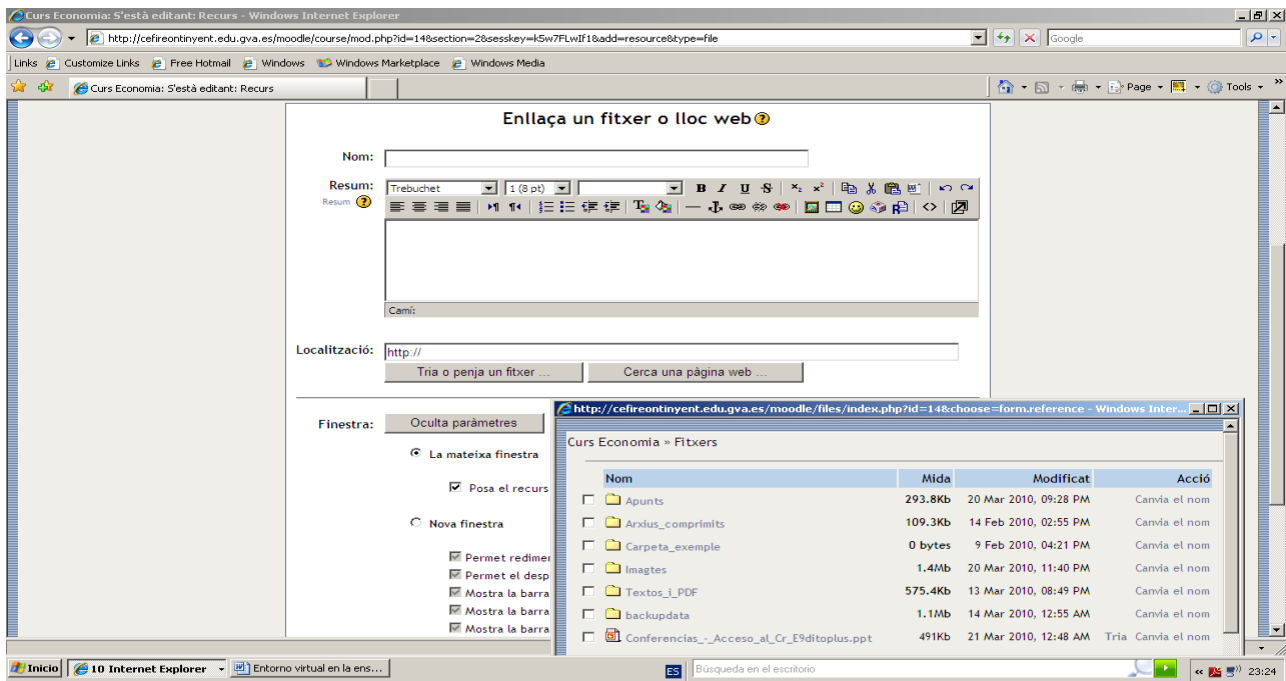 Curs Economia: S'està editant: Recurs - Windows Internet Explorer
http://cefireontinyent.edu.gva.es/moodle/course/mod.php?id=14&section=2&sesskey=k5w7FLwIf1&add=resource&type=file
Google
Links Customize Links Free Hotmail Windows Windows Marketplace Windows Media
Curs Economia: S'està editant: Recurs
Page Tools »
Enllaça un fitxer o lloc web
Nom:
Resum: Trebuchet 1 (8 pt)
Resum
Camí:
Localització: http://
Tria o penja un fitxer ... Cerca una pàgina web ...
Finestra: Oculta paràmetres
La mateixa finestra
Posa el recurs
Nova finestra
Permet redimen
Permet el desp
Mostra la barra
Mostra la barra
Mostra la barra
http://cefireontinyent.edu.gva.es/moodle/files/index.php?id=14&choose=form.reference - Windows Inter...
Curs Economia » Fitxers
Nom Mida Modificat Acció
Apunts 293.8Kb 20 Mar 2010, 09:28 PM Canvia el nom
Arxius_comprimits 109.3Kb 14 Feb 2010, 02:55 PM Canvia el nom
Carpeta_exemple 0 bytes 9 Feb 2010, 04:21 PM Canvia el nom
Imagtes 1.4Mb 20 Mar 2010, 11:40 PM Canvia el nom
Textos_i_PDF 575.4Kb 13 Mar 2010, 08:49 PM Canvia el nom
backupdata 1.1Mb 14 Mar 2010, 12:55 AM Canvia el nom
Conferencias_-_Acceso_al_Cr_E9ditoplus.ppt 491Kb 21 Mar 2010, 12:48 AM Tria Canvia el nom
Inicio 10 Internet Explorer Entorno virtual en la ens... ES Búsqueda en el escritorio « 23:24